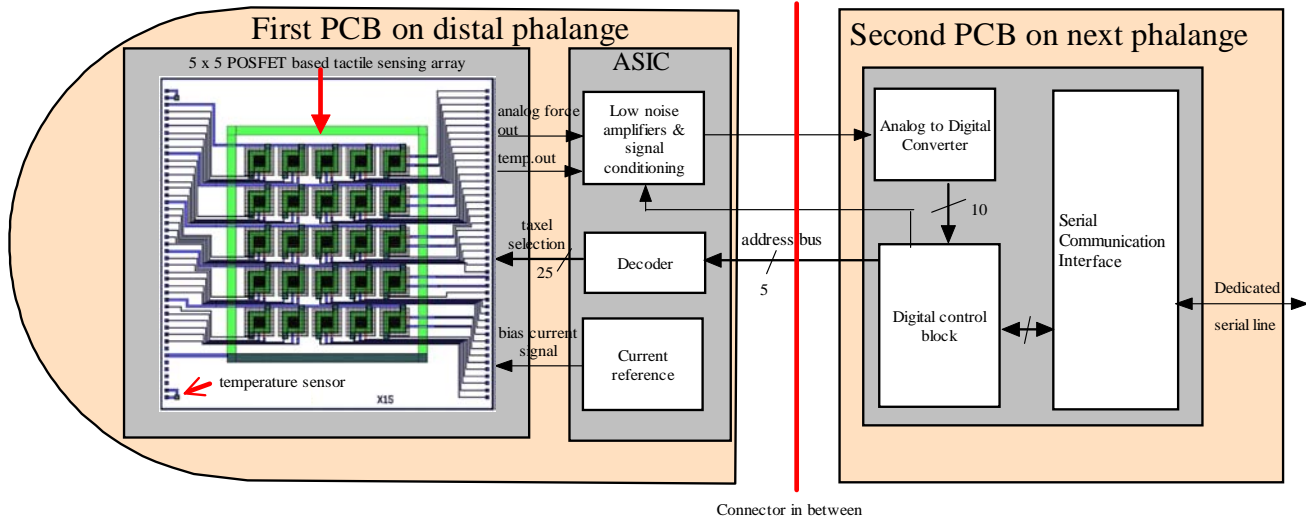 First PCB on distal phalange
5 x 5 POSFET based tactile sensing array
temperature sensor
X15
analog force
out
temp.out
taxel
selection
25
bias current
signal
ASIC
Low noise
amplifiers &
signal
conditioning
Decoder
Current
reference
address bus
5
Connector in between
Second PCB on next phalange
Analog to Digital
Converter
10
Digital control
block
Serial
Communication
Interface
Dedicated
serial line